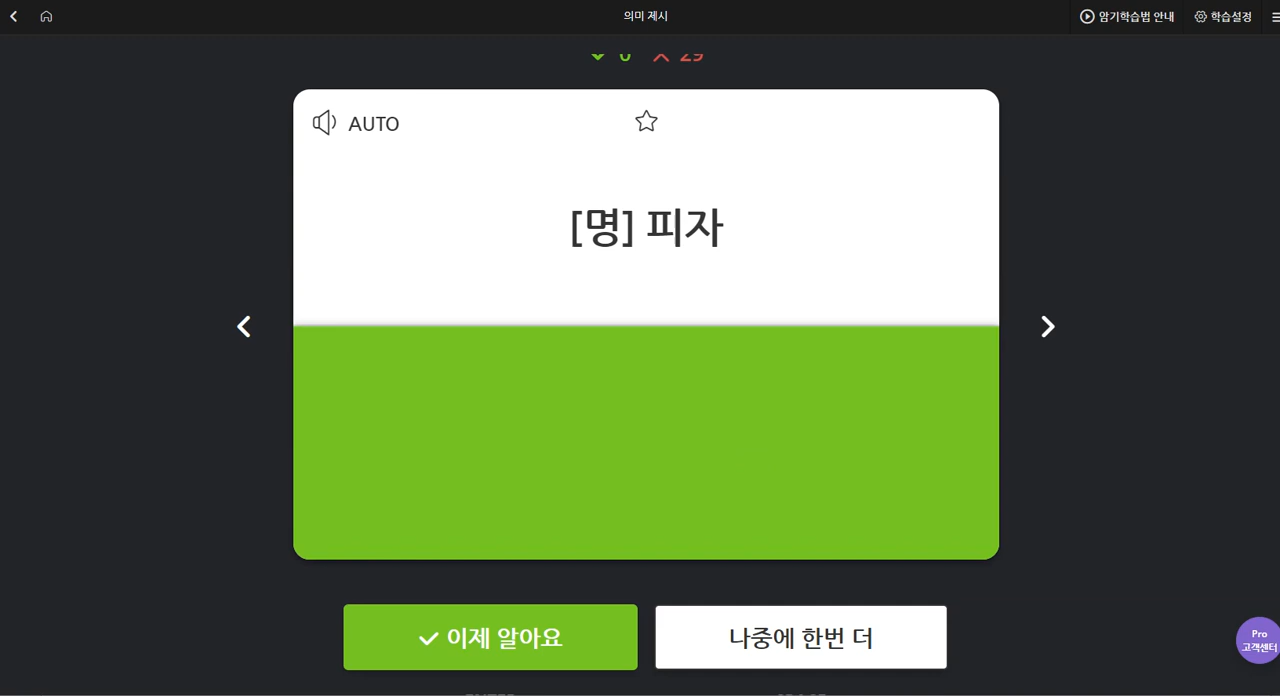 의미 제시
암기학습법 안내
학습설정
AUTO
[명] 피자
이제 알아요
나중에 한번 더
Pro
고객센터